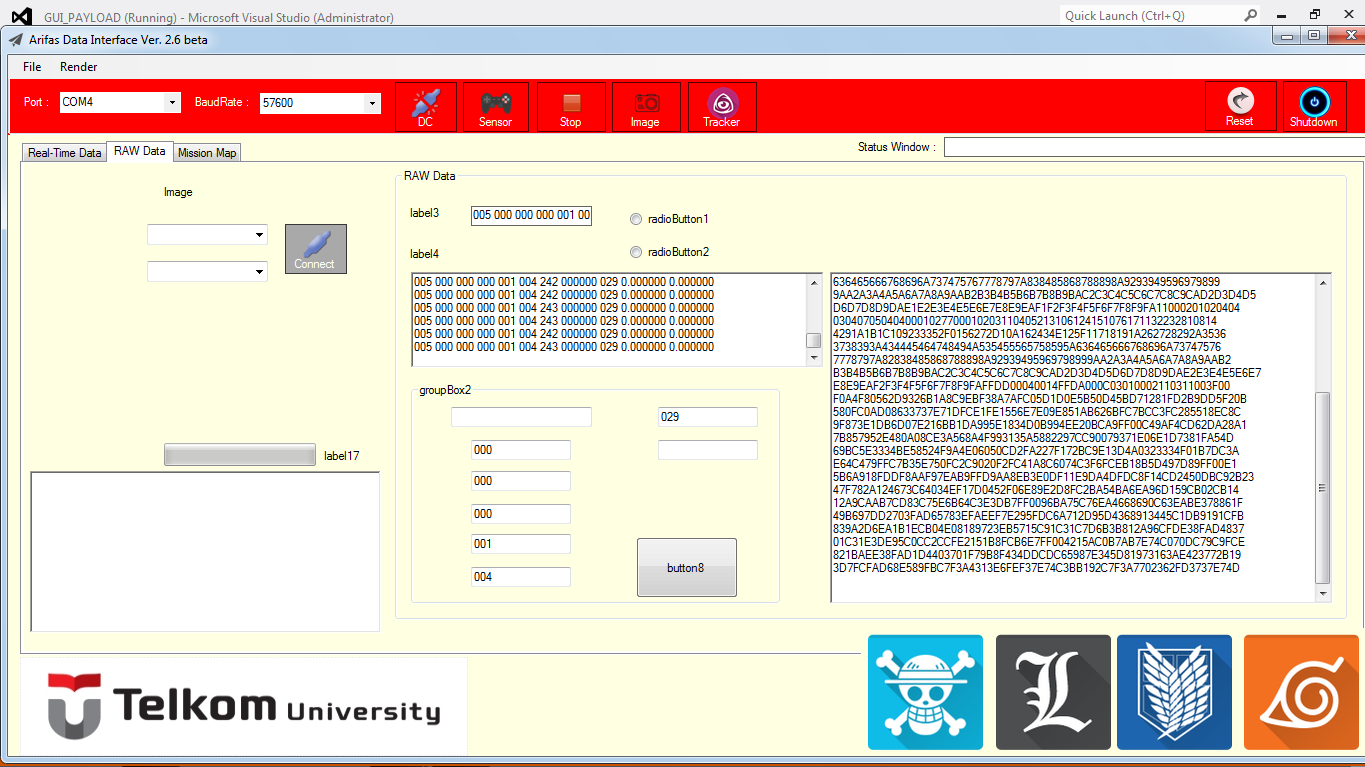 GUI_PAYLOAD (Running) - Microsoft Visual Studio (Administrator)
Quick Launch (Ctrl+Q)
Arifas Data Interface Ver. 2.6 beta
File Render
Port : COM4 BaudRate : 57600 DC Sensor Stop Image Tracker Reset Shutdown
Real-Time Data RAW Data Mission Map
Status Window :
Image
Connect
label17
RAW Data
label3 005 000 000 000 001 00 radioButton1
label4 radioButton2
005 000 000 000 001 004 242 000000 029 0.000000 0.000000
005 000 000 000 001 004 242 000000 029 0.000000 0.000000
005 000 000 000 001 004 243 000000 029 0.000000 0.000000
005 000 000 000 001 004 243 000000 029 0.000000 0.000000
005 000 000 000 001 004 242 000000 029 0.000000 0.000000
005 000 000 000 001 004 243 000000 029 0.000000 0.000000
groupBox2
029
000
000
000
001
004
button8
636465666768696A737475767778797A838485868788898A92939495969798999
9AA2A3A4A5A6A7A8A9AAB2B3B4B5B6B7B8B9BAC2C3C4C5C6C7C8C9CAD2D3D4D5
D6D7D8D9DAE1E2E3E4E5E6E7E8E9EAF1F2F3F4F5F6F7F8F9FA11000201020404
0304070504040001027700010203110405213106124151076171132232810814
4291A1B1C109233352F0156272D10A162434E125F11718191A262728292A3536
3738393A434445464748494A535455565758595A636465666768696A73747576
7778797A82838485868788898A92939495969798999AA2A3A4A5A6A7A8A9AAB2
B3B4B5B6B7B8B9BAC2C3C4C5C6C7C8C9CAD2D3D4D5D6D7D8D9DAE2E3E4E5E6E7
E8E9EAF2F3F4F5F6F7F8F9FAFFDD00040014FFDA000C03010002110311003F00
F0A4F80562D9326B1A8C9EBF38A7AFC05D1D0E5B50D45BD71281FD2B9DD5F20B
580FC0AD08633737E71DFCE1FE1556E7E09E851AB626BFC7BCC3FC285518EC8C
9F873E1DB6D07E216BB1DA995E1834D0B994EE20BCA9FF00C49AF4CD62DA28A1
7B857952E480A08CE3A568A4F993135A5882297CC90079371E06E1D7381FA54D
69BC5E3334BE58524F9A4E06050CD2FA227F172BC9E13D4A0323334F01B7DC3A
E64C479FFC7B35E750FC2C9020F2FC41A8C6074C3F6FCEB18B5D497D89FF00E1
5B6A918FDDF8AAF97EAB9FFD9AA8EB3E0DF11E9DA4DFDC8F14CD2450DBC92B23
47F782A124673C64034EF17D0452F06E89E2D8FC2BA54BA6EA96D159CB02CB14
12A9CAAB7CD83C75E6B64C3E3DB7FF0096BA75C76EA4668690C63EABE378861F
49B697DD2703FAD65783EFAEEF7E295FDC6A712D95D4368913445C1DB9191CFB
839A2D6EA1B1ECB04E08189723EB5715C91C31C7D6B3B812A96CFDE38FAD4837
01C31E3DE95C0CC2CCFE2151B8FCB6E7FF004215AC0B7AB7E74C070DC79C9FCE
821BAEE38FAD1D4403701F79B8F434DDCDC65987E345D81973163AE423772B19
3D7FCFAD68E589FBC7F3A4313E6FEF37E74C3BB192C7F3A7702362FD3737E74D
Telkom University